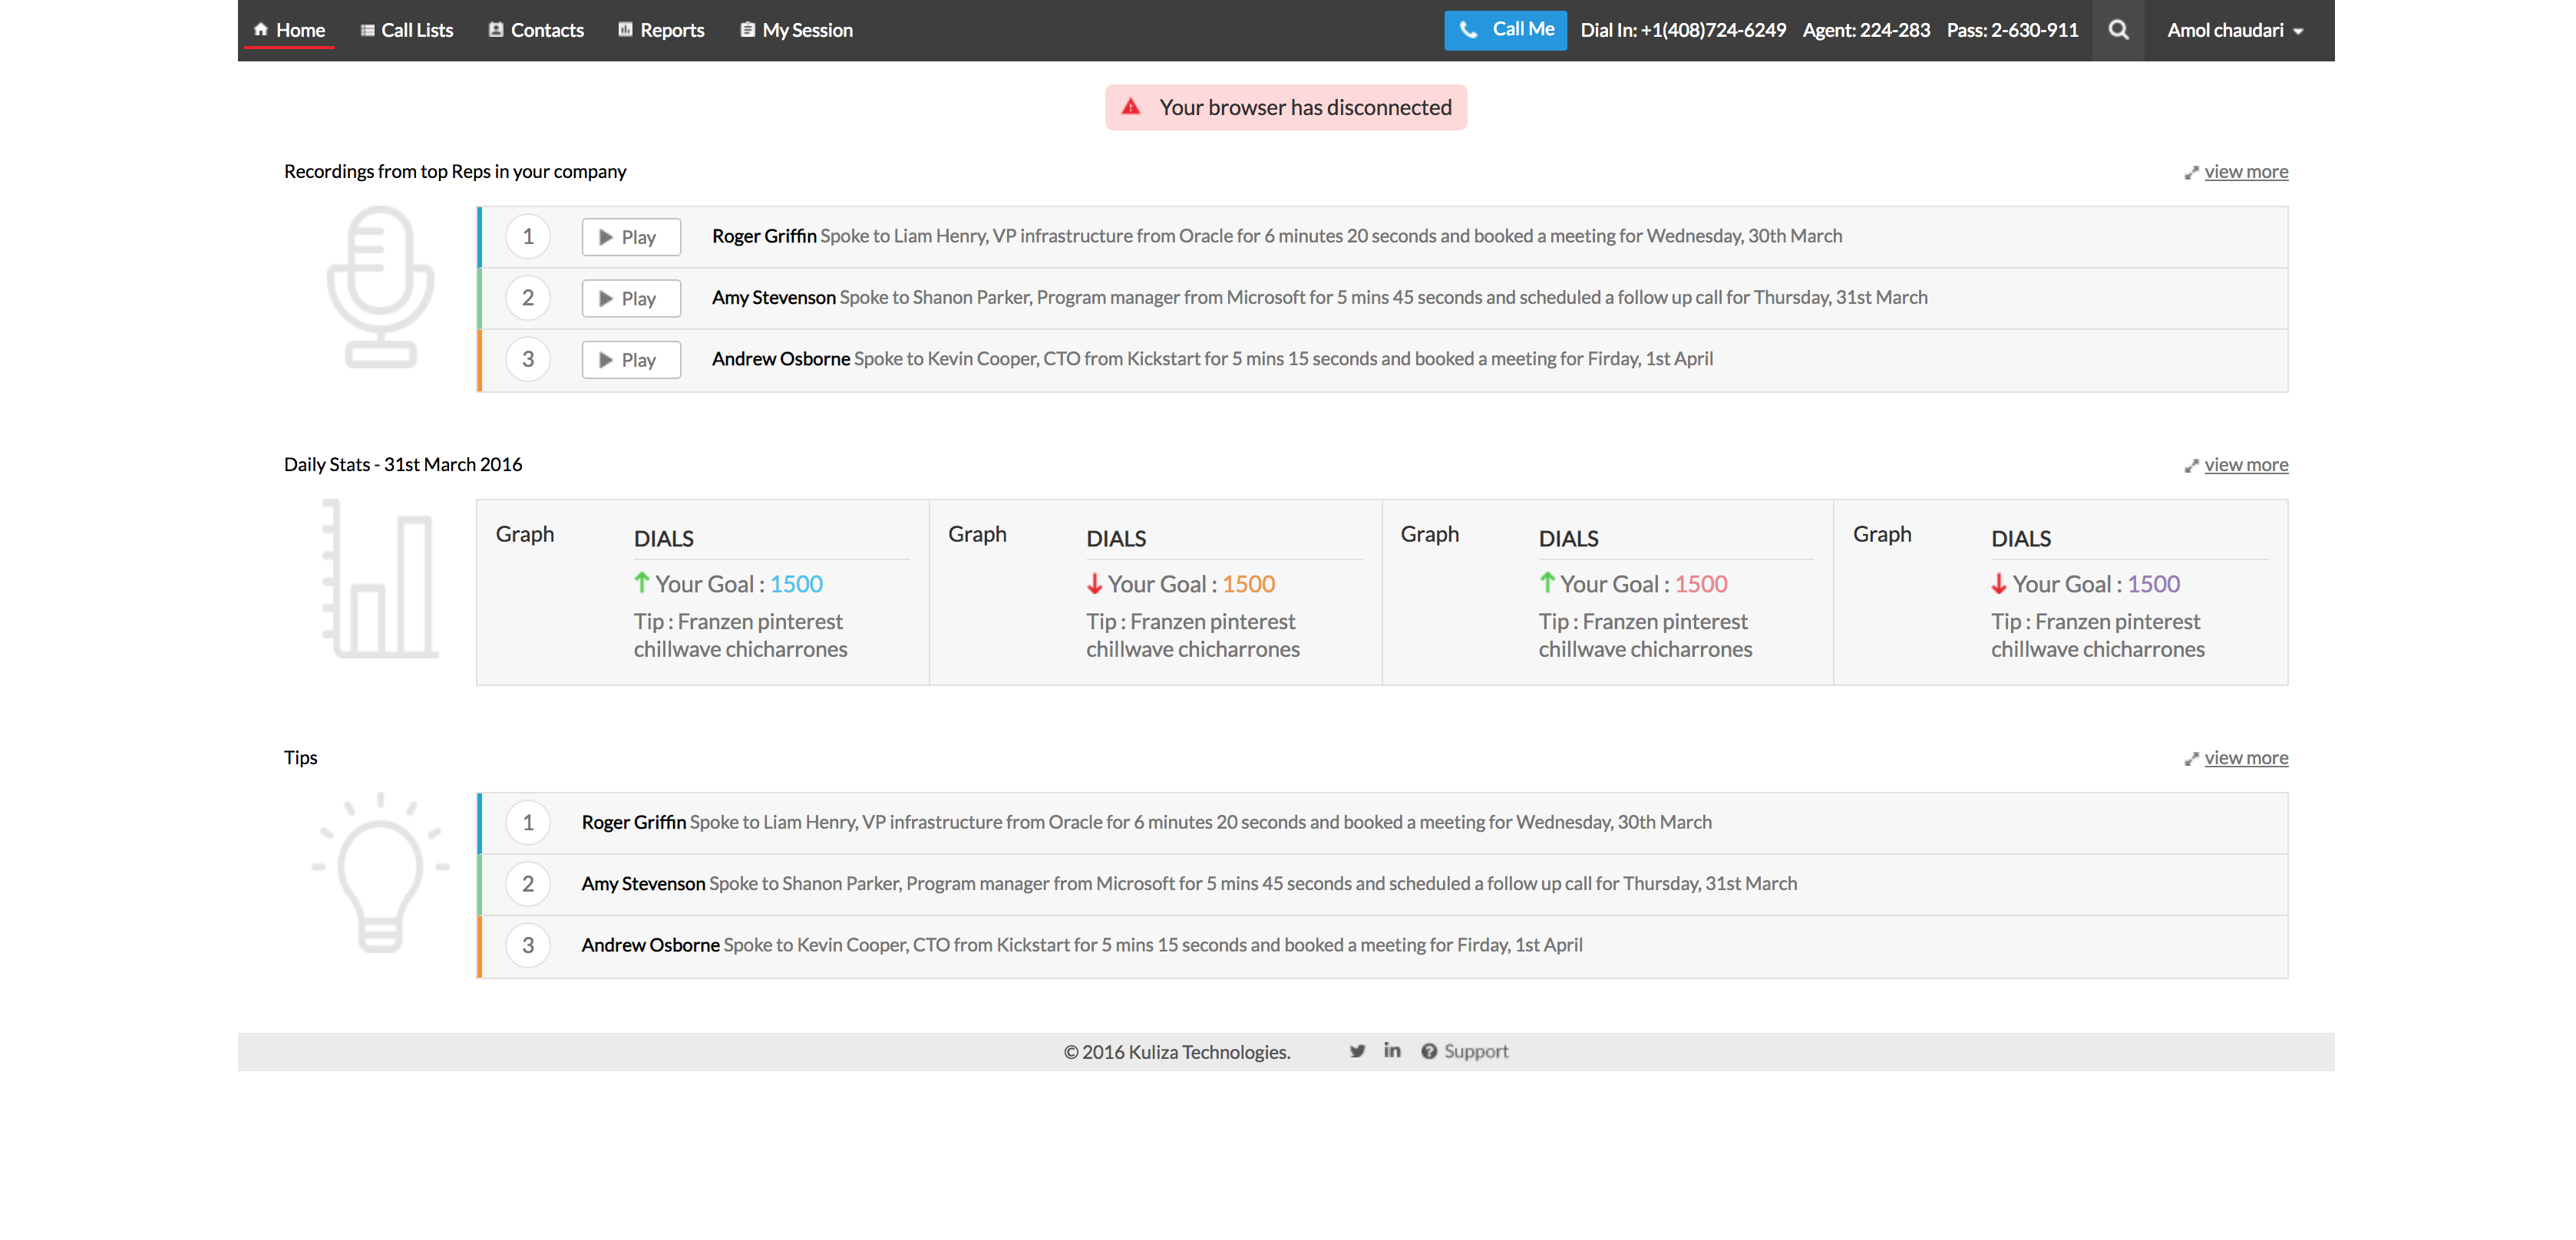 Home Call Lists Contacts Reports My Session Call Me Dial In: +1(408)724-6249 Agent: 224-283 Pass: 2-630-911 Amol chaudari
Your browser has disconnected
Recordings from top Reps in your company view more
1 Play Roger Griffin Spoke to Liam Henry, VP infrastructure from Oracle for 6 minutes 20 seconds and booked a meeting for Wednesday, 30th March
2 Play Amy Stevenson Spoke to Shanon Parker, Program manager from Microsoft for 5 mins 45 seconds and scheduled a follow up call for Thursday, 31st March
3 Play Andrew Osborne Spoke to Kevin Cooper, CTO from Kickstart for 5 mins 15 seconds and booked a meeting for Firday, 1st April
Daily Stats - 31st March 2016 view more
Graph DIALS
Your Goal : 1500
Tip : Franzen pinterest
chillwave chicharrones
Graph DIALS
Your Goal : 1500
Tip : Franzen pinterest
chillwave chicharrones
Graph DIALS
Your Goal : 1500
Tip : Franzen pinterest
chillwave chicharrones
Graph DIALS
Your Goal : 1500
Tip : Franzen pinterest
chillwave chicharrones
Tips view more
1 Roger Griffin Spoke to Liam Henry, VP infrastructure from Oracle for 6 minutes 20 seconds and booked a meeting for Wednesday, 30th March
2 Amy Stevenson Spoke to Shanon Parker, Program manager from Microsoft for 5 mins 45 seconds and scheduled a follow up call for Thursday, 31st March
3 Andrew Osborne Spoke to Kevin Cooper, CTO from Kickstart for 5 mins 15 seconds and booked a meeting for Firday, 1st April
© 2016 Kuliza Technologies. in Support